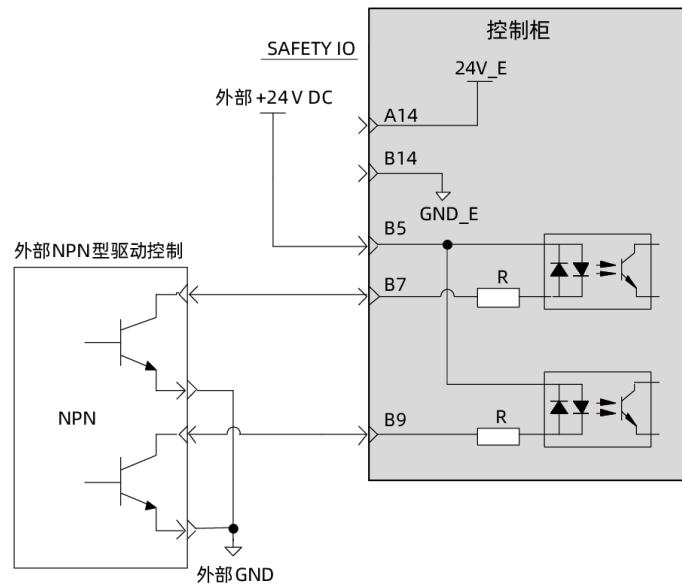 控制柜
SAFETY IO
24V_E
外部+24V DC
A14
B14
GND_E
B5
外部NPN型驱动控制
B7
R
NPN
B9
R
外部GND